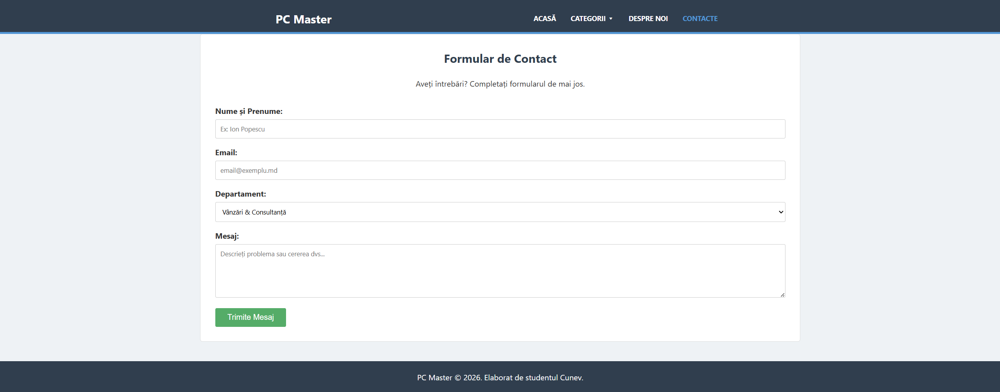 PC Master
ACASĂ CATEGORII DESPRE NOI CONTACTE
Formular de Contact
Aveți întrebări? Completați formularul de mai jos.
Nume și Prenume:
Ex: Ion Popescu
Email:
email@exemplu.md
Departament:
Vânzări & Consultanță
Mesaj:
Descrieți problema sau cererea dvs...
Trimite Mesaj
PC Master © 2026. Elaborat de studentul Cunev.